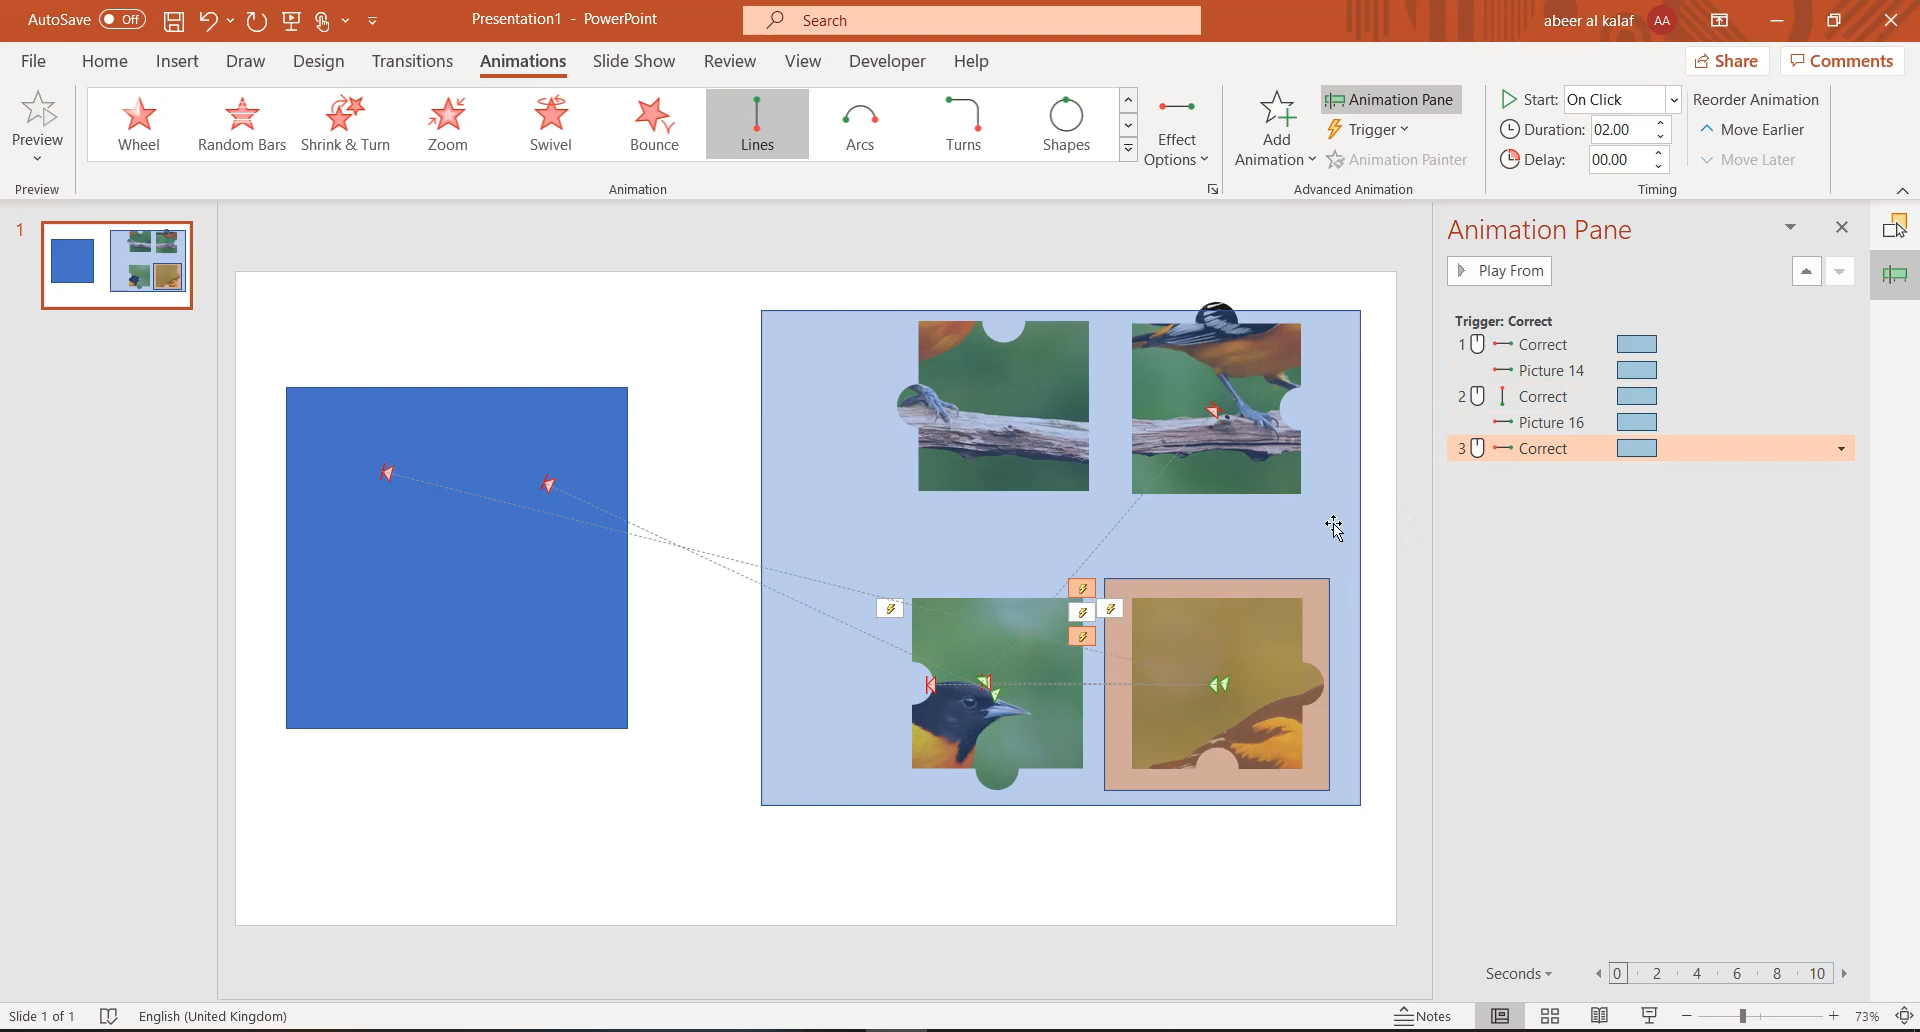 AutoSave Off
Presentation1 - PowerPoint
Search
abeer al kalaf AA
File Home Insert Draw Design Transitions Animations Slide Show Review View Developer Help
Share Comments
Preview
Preview
Wheel Random Bars Shrink & Turn Zoom Swivel Bounce Lines Arcs Turns Shapes
Animation
Effect
Options
Add
Animation
Animation Pane
Trigger
Animation Painter
Advanced Animation
Start: On Click
Duration: 02.00
Delay: 00.00
Timing
Reorder Animation
Move Earlier
Move Later
1
Animation Pane
Play From
Trigger: Correct
1 Correct
Picture 14
2 Correct
Picture 16
3 Correct
Seconds 0 2 4 6 8 10
Slide 1 of 1 English (United Kingdom) Notes 73%